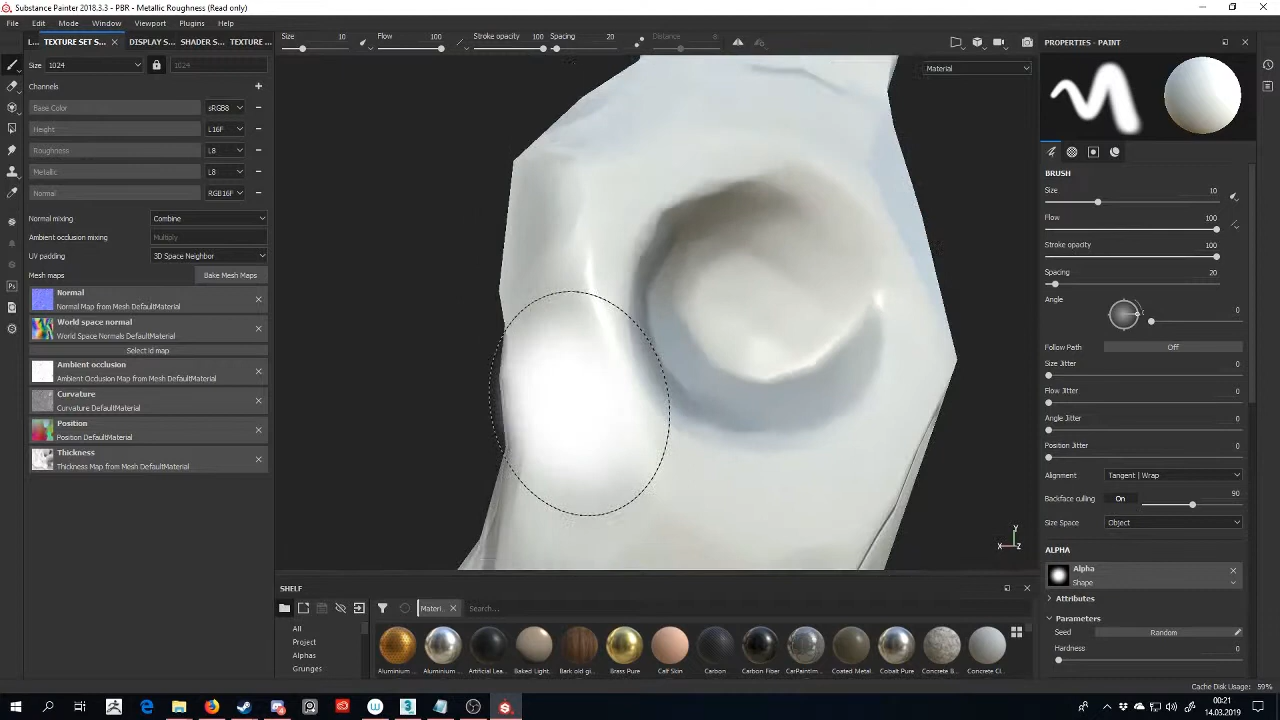 Substance Painter 2018.3.3 - PBR - Metallic Roughness (Read only)
File Edit Mode Window Viewport Plugins Help
L... TEXTURE SET S... DISPLAY S... SHADER S... TEXTURE ...
Size 10 Flow 100 Stroke opacity 100 Spacing 20 Distance 8
Size 1024 1024
Channels
Base Color sRGB8
Height L16F
Roughness L8
Metallic L8
Normal RGB16F
Normal mixing Combine
Ambient occlusion mixing Multiply
UV padding 3D Space Neighbor
Mesh maps Bake Mesh Maps
Normal
Normal Map from Mesh DefaultMaterial
World space normal
World Space Normals DefaultMaterial
Select id map
Ambient occlusion
Ambient Occlusion Map from Mesh DefaultMaterial
Curvature
Curvature DefaultMaterial
Position
Position DefaultMaterial
Thickness
Thickness Map from Mesh DefaultMaterial
Material
Y
X Z
SHELF
Materi...
Search...
All
Project
Alphas
Grunges
Aluminium ... Aluminium ... Artificial Lea... Baked Light... Bark old gi... Brass Pure Calf Skin Carbon Carbon Fiber CarPaintIm... Coated Metal Cobalt Pure Concrete B... Concrete Cl...
PROPERTIES - PAINT
BRUSH
Size 10
Flow 100
Stroke opacity 100
Spacing 20
Angle 0
Follow Path Off
Size Jitter 0
Flow Jitter 0
Angle Jitter 0
Position Jitter 0
Alignment Tangent | Wrap
Backface culling On 90
Size Space Object
ALPHA
Alpha
Shape
Attributes
Parameters
Seed Random
Hardness 0
Cache Disk Usage: 59%
00:21
14.03.2019